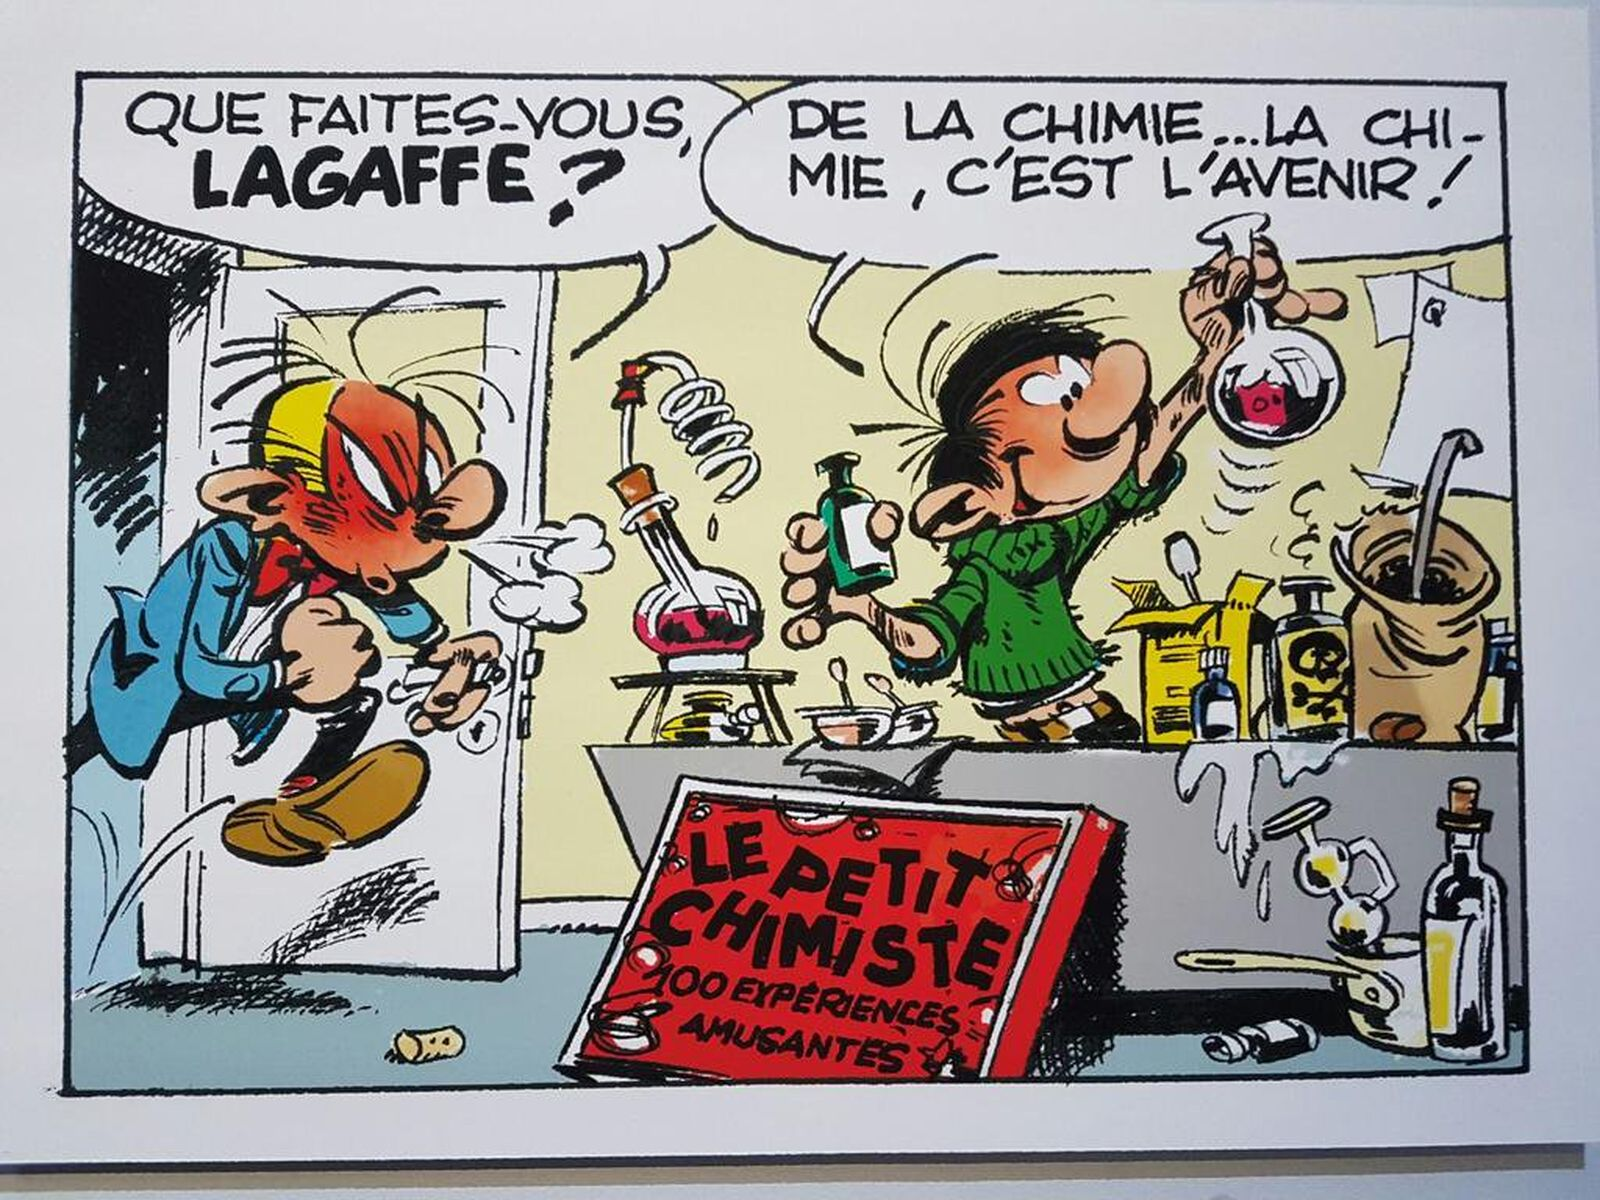 QUE FAITES-VOUS,
LAGAFFE ?
DE LA CHIMIE...LA CHI-
MIE, C'EST L'AVENIR !
Q
LE PETIT
CHIMISTE
100 EXPÉRIENCES
AMUSANTES